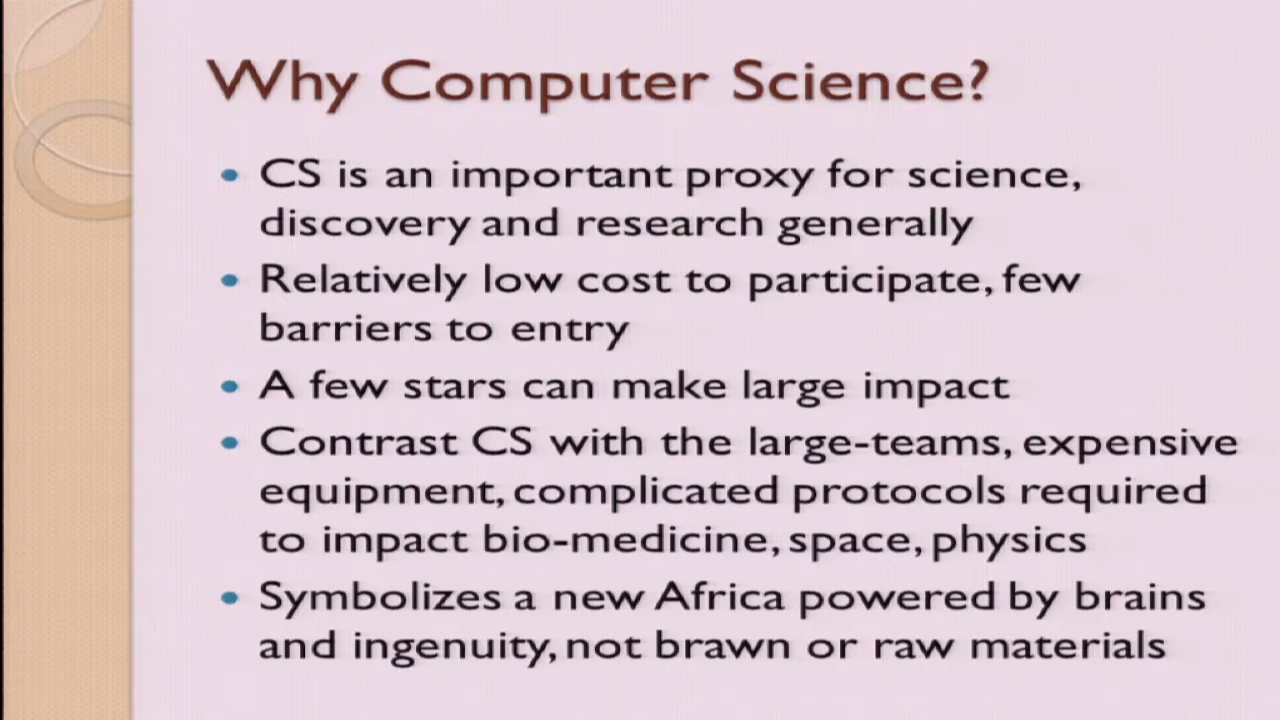 Why Computer Science?
• CS is an important proxy for science,
discovery and research generally
• Relatively low cost to participate, few
barriers to entry
• A few stars can make large impact
• Contrast CS with the large-teams, expensive
equipment, complicated protocols required
to impact bio-medicine, space, physics
• Symbolizes a new Africa powered by brains
and ingenuity, not brawn or raw materials